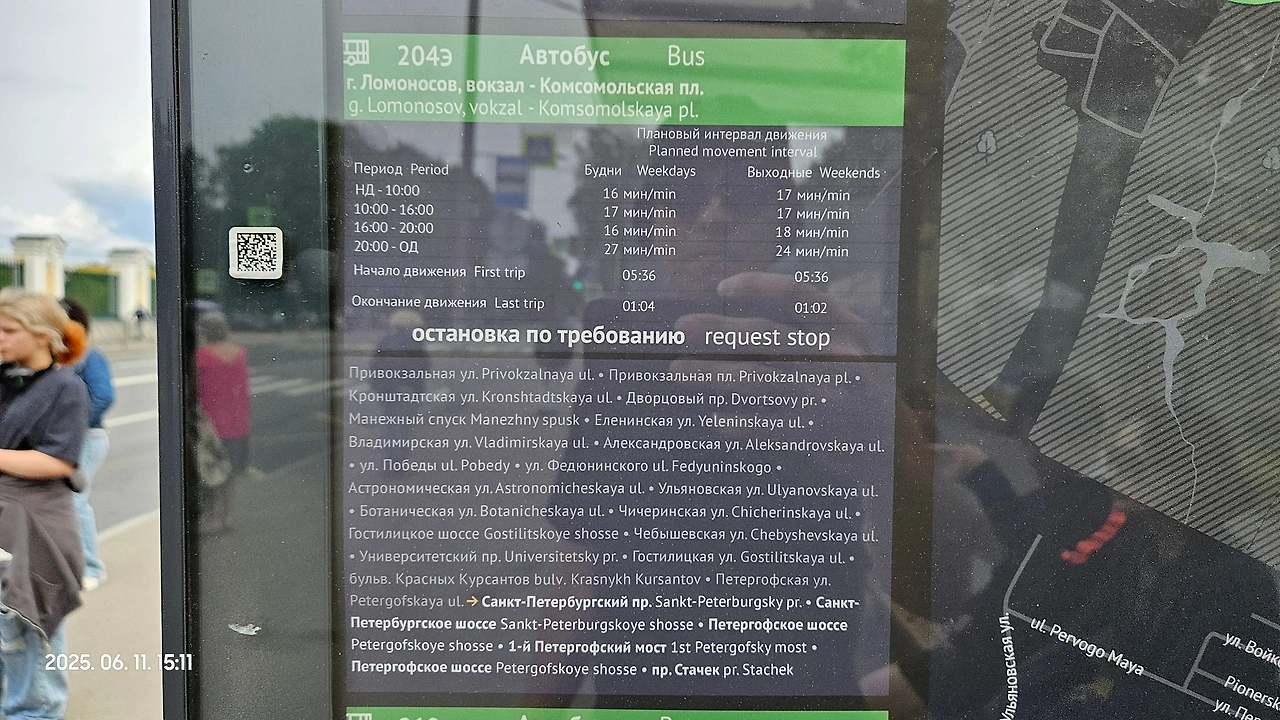 204э Автобус Bus
г. Ломоносов, вокзал - Комсомольская пл.
g. Lomonosov, vokzal - Komsomolskaya pl.
Плановый интервал движения
Planned movement interval
Период Period Будни Weekdays Выходные Weekends
НД - 10:00 16 мин/min 17 мин/min
10:00 - 16:00 17 мин/min 17 мин/min
16:00 - 20:00 16 мин/min 18 мин/min
20:00 - ОД 27 мин/min 24 мин/min
Начало движения First trip 05:36 05:36
Окончание движения Last trip 01:04 01:02
остановка по требованию request stop
Привокзальная ул. Privokzalnaya ul. • Привокзальная пл. Privokzalnaya pl. •
Кронштадтская ул. Kronshtadtskaya ul. • Дворцовый пр. Dvortsovy pr. •
Манежный спуск Manezhny spusk • Еленинская ул. Yeleninskaya ul. •
Владимирская ул. Vladimirskaya ul. • Александровская ул. Aleksandrovskaya ul.
• ул. Победы ul. Pobedy • ул. Федюнинского ul. Fedyuninskogo •
Астрономическая ул. Astronomicheskaya ul. • Ульяновская ул. Ulyanovskaya ul.
• Ботаническая ул. Botanicheskaya ul. • Чичеринская ул. Chicherinskaya ul. •
Гостилицкое шоссе Gostilitskoye shosse • Чебышевская ул. Chebyshevskaya ul.
• Университетский пр. Universitetsky pr. • Гостилицкая ул. Gostilitskaya ul. •
бульв. Красных Курсантов bulv. Krasnykh Kursantov • Петергофская ул.
Petergofskaya ul. → Санкт-Петербургский пр. Sankt-Peterburgsky pr. • Санкт-
Петербургское шоссе Sankt-Peterburgskoye shosse • Петергофское шоссе
Petergofskoye shosse • 1-й Петергофский мост 1st Petergofsky most •
Петергофское шоссе Petergofskoye shosse • пр. Стачек pr. Stachek
Ульяновская ул.
ul. Pervogo Maya
ул.
Pionersk
ул.
2025. 06. 11. 15:11